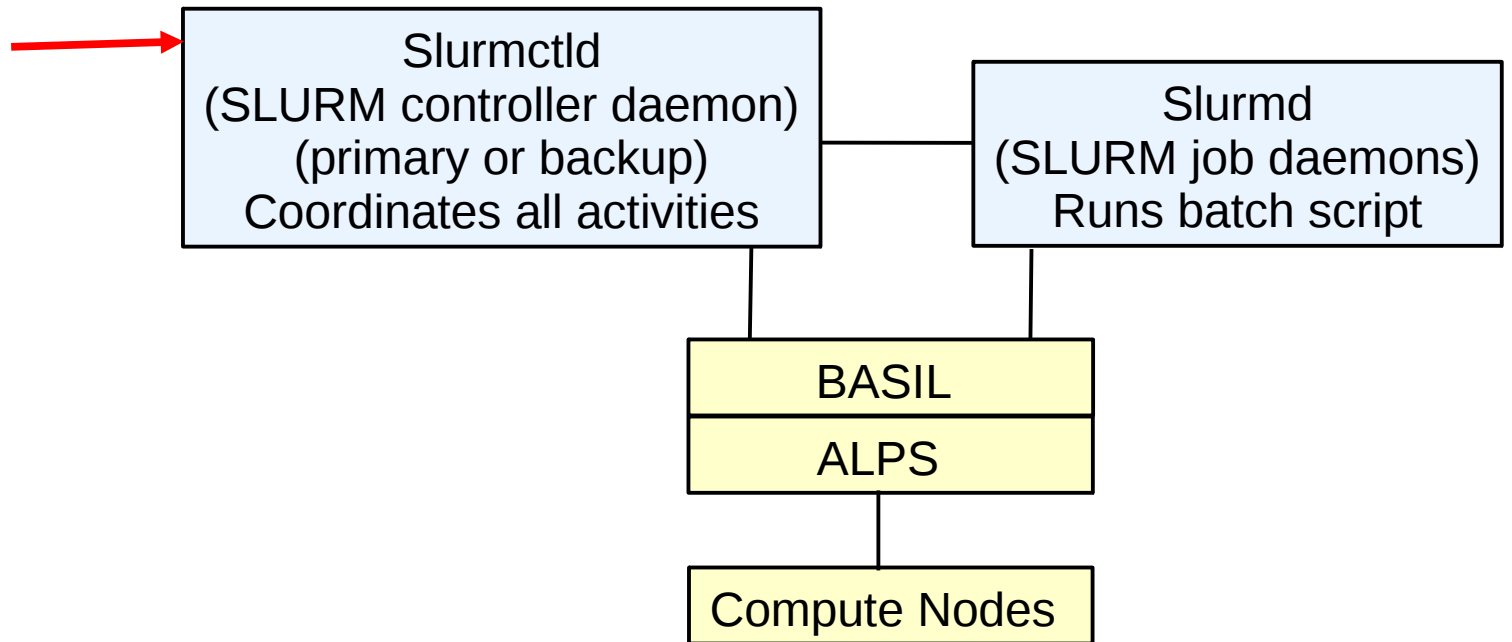 Slurmctld
(SLURM controller daemon)
(primary or backup)
Coordinates all activities
Slurmd
(SLURM job daemons)
Runs batch script
BASIL
ALPS
Compute Nodes